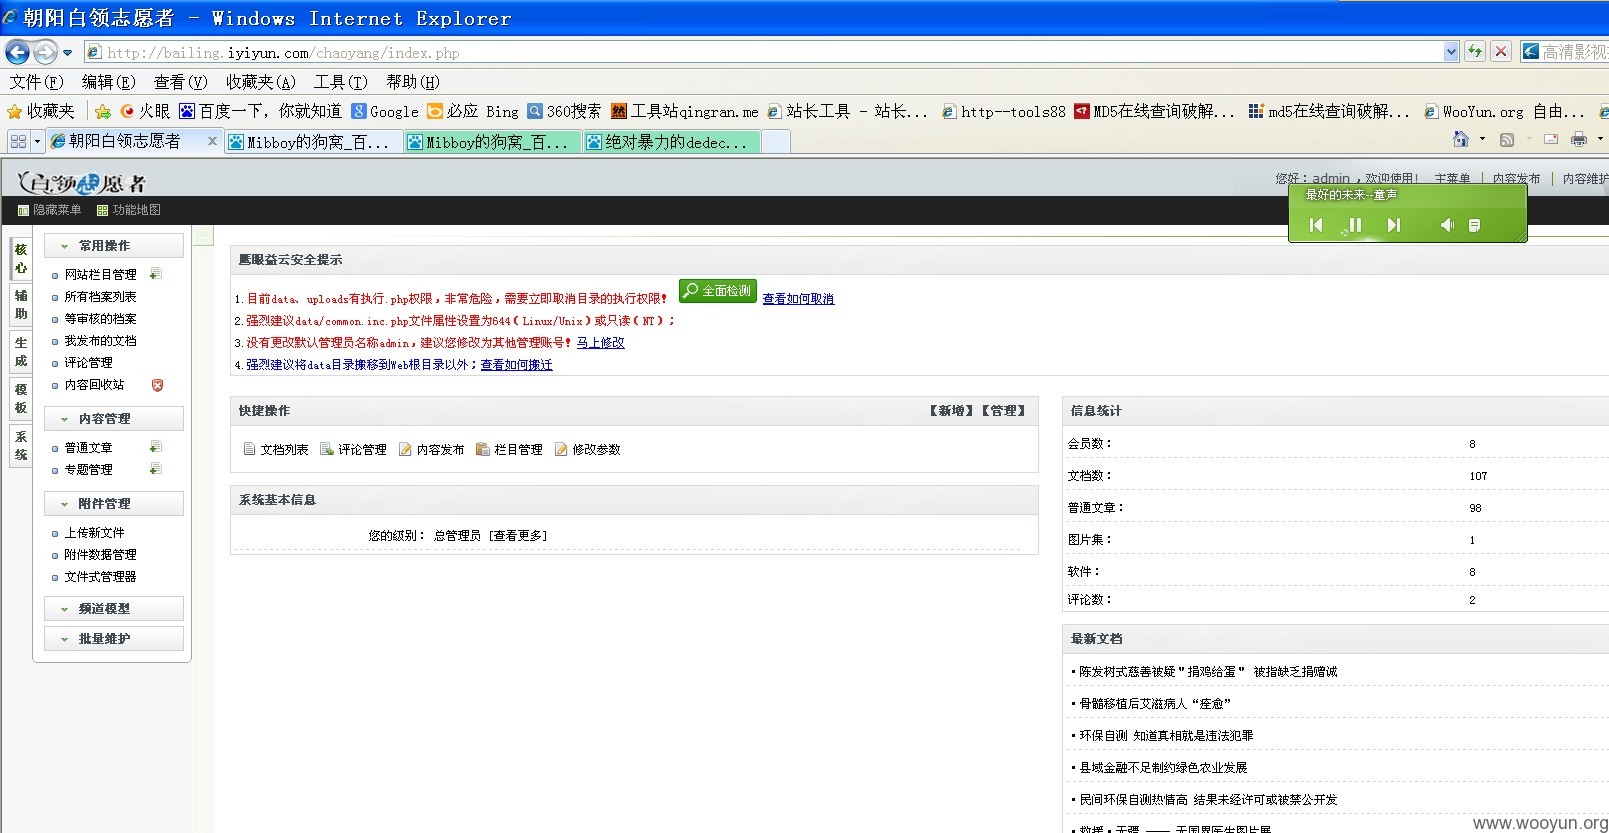 朝阳白领志愿者 - Windows Internet Explorer
http://bailing.iyiyun.com/chaoyang/index.php
高清影视
文件(F) 编辑(E) 查看(V) 收藏夹(A) 工具(T) 帮助(H)
收藏夹 火眼 百度一下，你就知道 Google 必应 Bing 360搜索 工具站qingran.me 站长工具 - 站长... http--tools88 MD5在线查询破解... md5在线查询破解... WooYun.org 自由...
朝阳白领志愿者 x Mibboy的狗窝_百... Mibboy的狗窝_百... 绝对暴力的dedec...
白领志愿者
您好：admin ，欢迎使用！ 主菜单 | 内容发布 | 内容维护
最好的未来--童声
隐藏菜单 功能地图
核心
辅助
生成
模板
系统
常用操作
网站栏目管理
所有档案列表
等审核的档案
我发布的文档
评论管理
内容回收站
内容管理
普通文章
专题管理
附件管理
上传新文件
附件数据管理
文件式管理器
频道模型
批量维护
鹰眼益云安全提示
1.目前data、uploads有执行.php权限，非常危险，需要立即取消目录的执行权限！ 全面检测 查看如何取消
2.强烈建议data/common.inc.php文件属性设置为644（Linux/Unix）或只读（NT）；
3.没有更改默认管理员名称admin，建议您修改为其他管理账号！ 马上修改
4.强烈建议将data目录搬移到Web根目录以外；查看如何搬迁
快捷操作 【新增】【管理】
文档列表 评论管理 内容发布 栏目管理 修改参数
系统基本信息
您的级别： 总管理员 [查看更多]
信息统计
会员数： 8
文档数： 107
普通文章： 98
图片集： 1
软件： 8
评论数： 2
最新文档
▪陈发树式慈善被疑＂捐鸡给蛋＂ 被指缺乏捐赠诚
▪骨髓移植后艾滋病人“痊愈”
▪环保自测 知道真相就是违法犯罪
▪县域金融不足制约绿色农业发展
▪民间环保自测热情高 结果未经许可或被禁公开发
▪救援▪无疆 —— 无国界医生图片展
www.wooyun.org